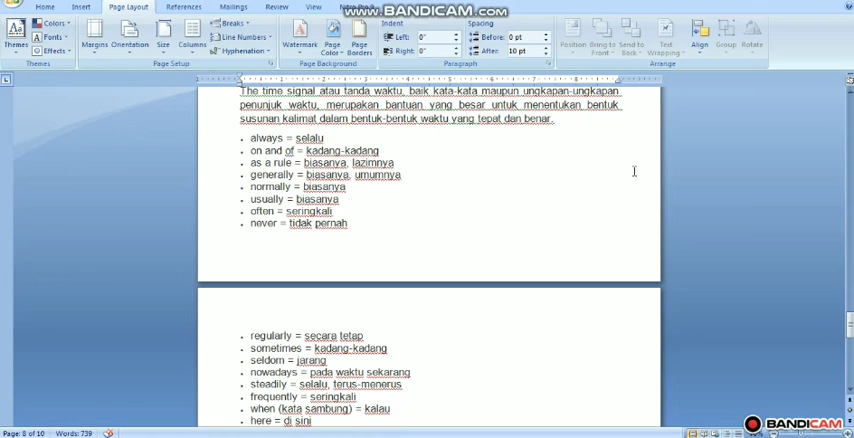 Home Insert Page Layout References Mailings Review View
www.BANDICAM.com
Themes Colors Fonts Effects
Margins Orientation Size Columns Breaks Line Numbers Hyphenation
Watermark Page Color Page Borders
Indent Spacing
Left: 0" Before: 0 pt
Right: 0" After: 10 pt
Position Bring to Front Send to Back Text Wrapping Align Group Rotate
Themes Page Setup Page Background Paragraph Arrange
The time signal atau tanda waktu, baik kata-kata maupun ungkapan-ungkapan
penunjuk waktu, merupakan bantuan yang besar untuk menentukan bentuk
susunan kalimat dalam bentuk-bentuk waktu yang tepat dan benar.
always = selalu
on and of = kadang-kadang
as a rule = biasanya, lazimnya
generally = biasanya, umumnya
normally = biasanya
usually = biasanya
often = seringkali
never = tidak pernah
regularly = secara tetap
sometimes = kadang-kadang
seldom = jarang
nowadays = pada waktu sekarang
steadily = selalu, terus-menerus
frequently = seringkali
when (kata sambung) = kalau
here = di sini
Page: 8 of 10 Words: 739
BANDICAM